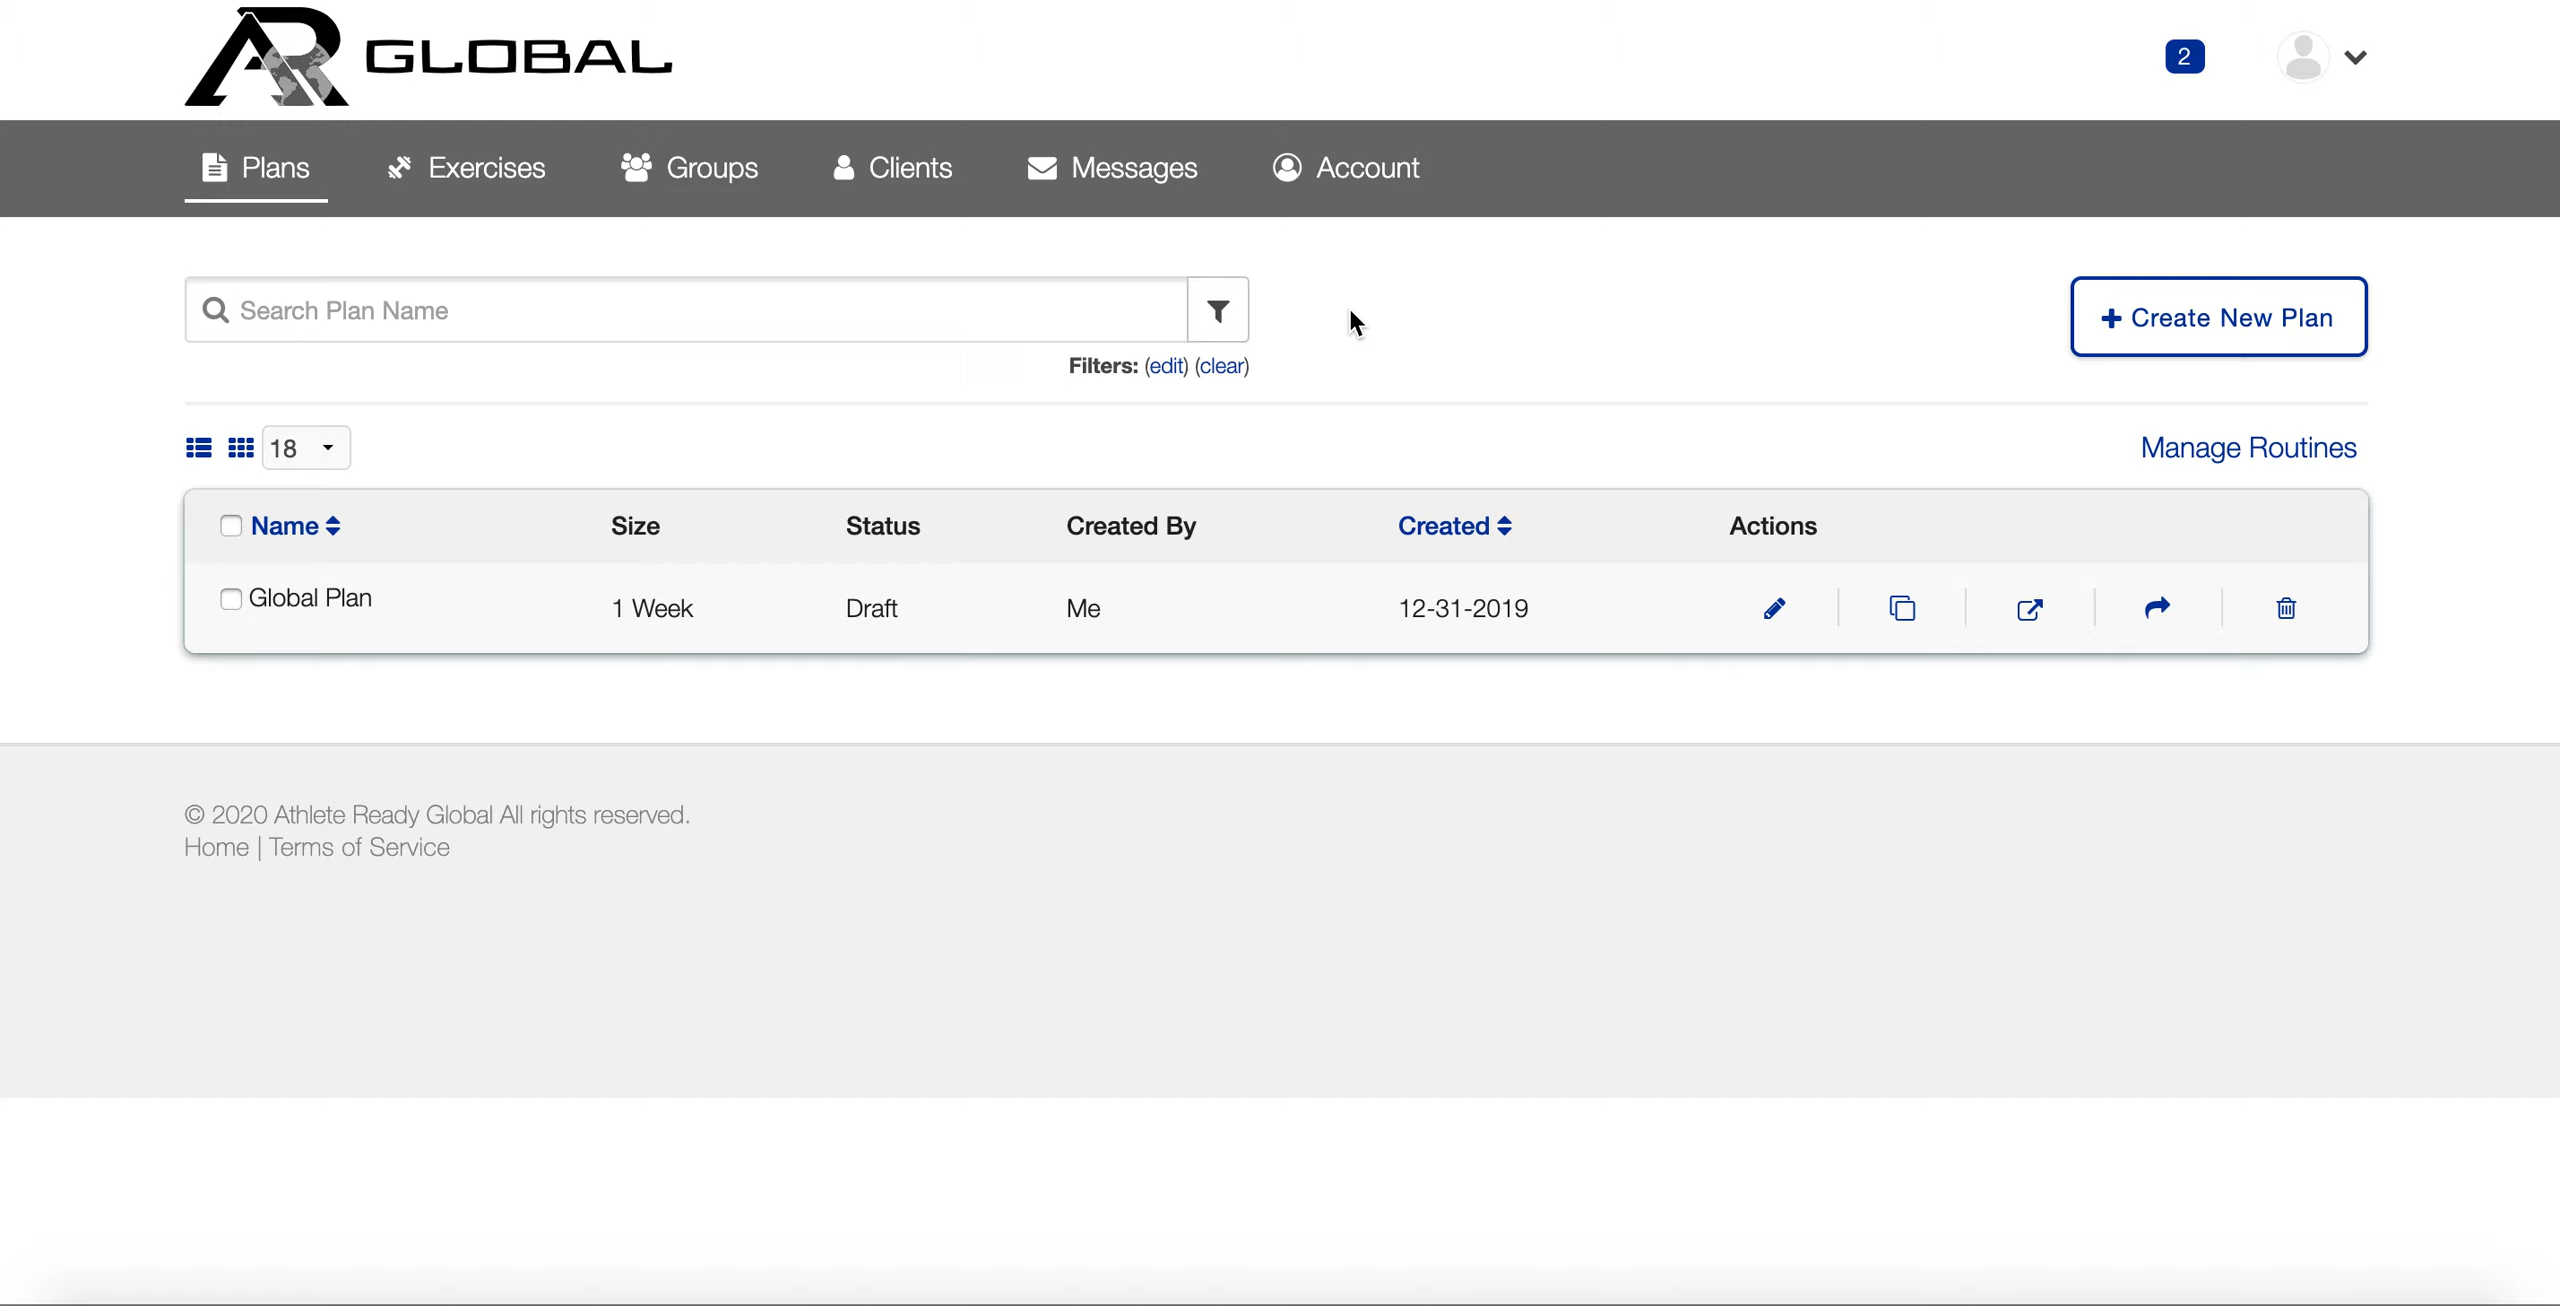 AR GLOBAL
2
Plans Exercises Groups Clients Messages Account
Search Plan Name
+ Create New Plan
Filters: (edit) (clear)
18
Manage Routines
Name Size Status Created By Created Actions
Global Plan 1 Week Draft Me 12-31-2019
© 2020 Athlete Ready Global All rights reserved.
Home | Terms of Service